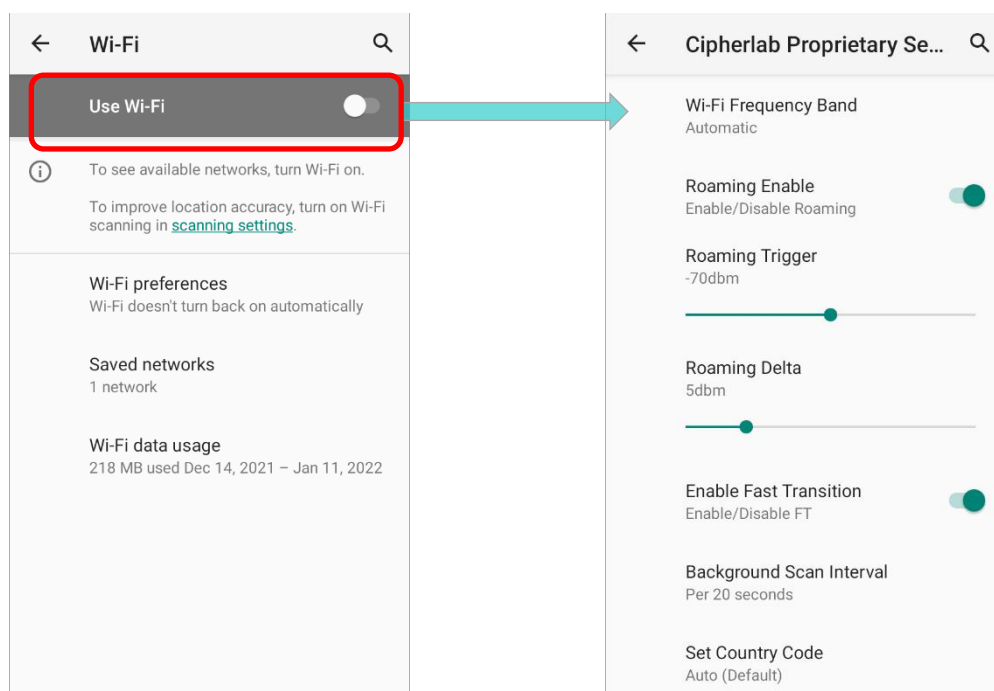 Wi-Fi
Use Wi-Fi
To see available networks, turn Wi-Fi on.
To improve location accuracy, turn on Wi-Fi
scanning in scanning settings.
Wi-Fi preferences
Wi-Fi doesn't turn back on automatically
Saved networks
1 network
Wi-Fi data usage
218 MB used Dec 14, 2021 – Jan 11, 2022
Cipherlab Proprietary Se...
Wi-Fi Frequency Band
Automatic
Roaming Enable
Enable/Disable Roaming
Roaming Trigger
-70dbm
Roaming Delta
5dbm
Enable Fast Transition
Enable/Disable FT
Background Scan Interval
Per 20 seconds
Set Country Code
Auto (Default)